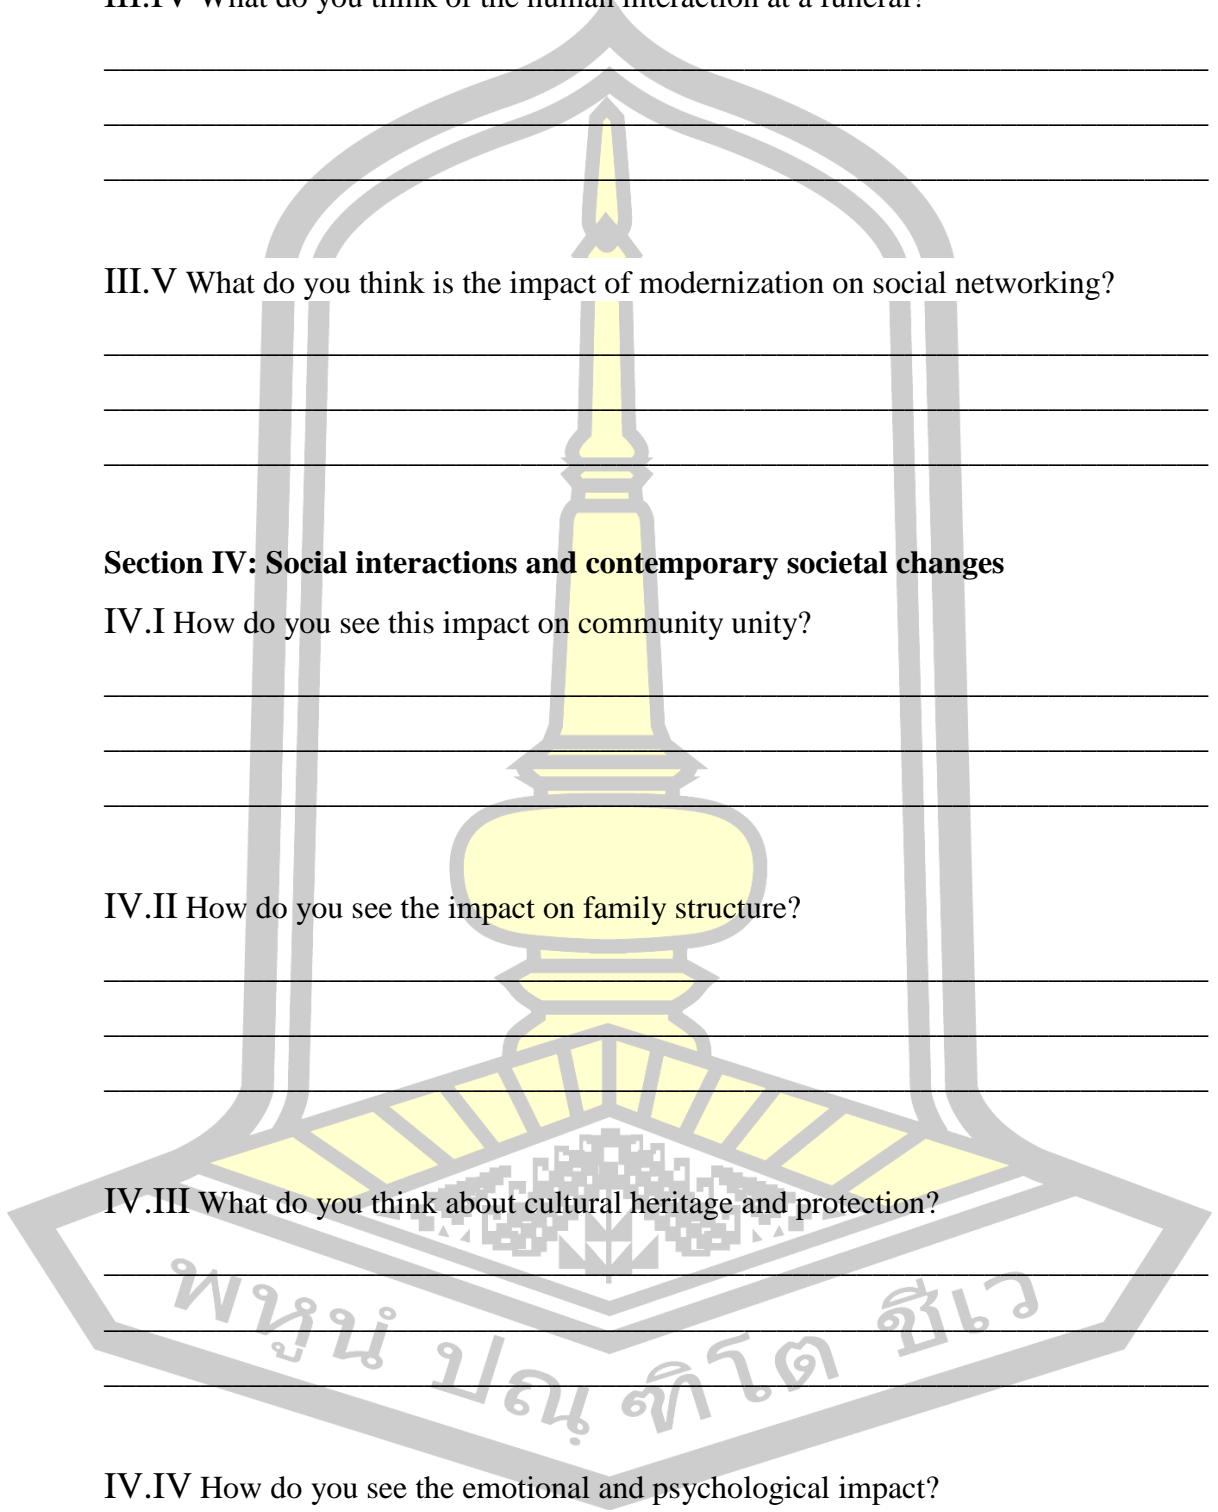 III.IV What do you think of the human interaction at a funeral?
III.V What do you think is the impact of modernization on social networking?
Section IV: Social interactions and contemporary societal changes
IV.I How do you see this impact on community unity?
IV.II How do you see the impact on family structure?
IV.III What do you think about cultural heritage and protection?
พหูนํ ปณฺฑิโต ชีเว
IV.IV How do you see the emotional and psychological impact?